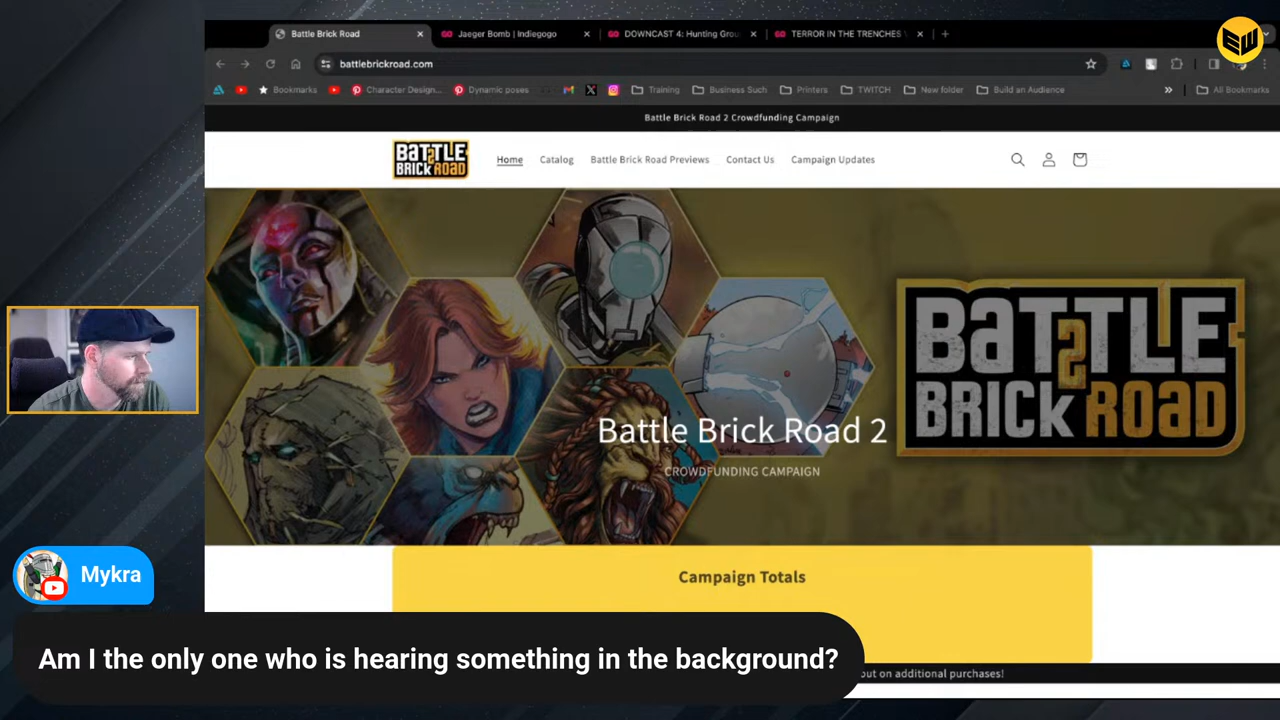 Battle Brick Road
Jaeger Bomb | Indiegogo
DOWNCAST 4: Hunting Grou
TERROR IN THE TRENCHES
EW
battlebrickroad.com
Bookmarks
Character Design...
Dynamic poses
Training
Business Such
Printers
TWITCH
New folder
Build an Audience
All Bookmarks
Battle Brick Road 2 Crowdfunding Campaign
BATTLE
2
BRICK ROAD
Home
Catalog
Battle Brick Road Previews
Contact Us
Campaign Updates
BATTLE
2
BRICK ROAD
Battle Brick Road 2
CROWDFUNDING CAMPAIGN
Campaign Totals
Mykra
Am I the only one who is hearing something in the background?
out on additional purchases!